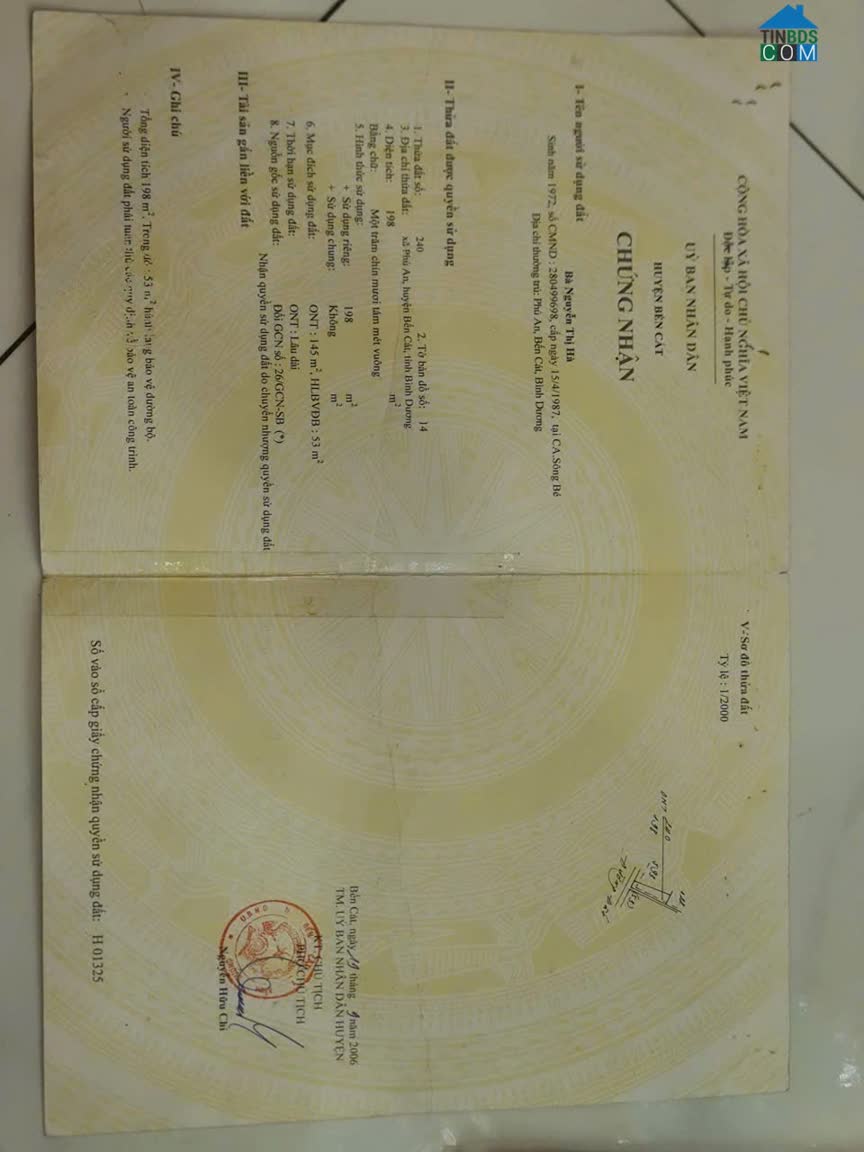 TINBDS
COM
CỘNG HÒA XÃ HỘI CHỦ NGHĨA VIỆT NAM
Độc lập - Tự do - Hạnh phúc
UỶ BAN NHÂN DÂN
HUYỆN BẾN CÁT
CHỨNG NHẬN
I- Tên người sử dụng đất
Bà Nguyễn Thị Hà
Sinh năm 1972, số CMND : 280499698, cấp ngày 15/4/1987, tại CA.Sông Bé
Địa chỉ thường trú: Phú An, Bến Cát, Bình Dương
II- Thửa đất được quyền sử dụng
1. Thửa đất số: 240 2. Tờ bản đồ số: 14
3. Địa chỉ thửa đất: xã Phú An, huyện Bến Cát, tỉnh Bình Dương
4. Diện tích: 198 m²
Bằng chữ: Một trăm chín mươi tám mét vuông
5. Hình thức sử dụng:
+ Sử dụng riêng: 198 m²
+ Sử dụng chung: Không m²
6. Mục đích sử dụng đất: ONT : 145 m², HLBVĐB : 53 m²
7. Thời hạn sử dụng đất: ONT : Lâu dài
8. Nguồn gốc sử dụng đất: Đổi GCN số : 26/GCN-SB (*)
Nhận quyền sử dụng đất do chuyển nhượng quyền sử dụng đất
III- Tài sản gắn liền với đất
IV- Ghi chú
Tổng diện tích 198 m². Trong đó : 53 m² hành lang bảo vệ đường bộ.
- Người sử dụng đất phải tuân thủ các quy định về bảo vệ an toàn công trình.
V- Sơ đồ thửa đất
Tỷ lệ : 1/2000
ONT 240
198
Bến Cát, ngày 19 tháng 9 năm 2006
TM. UỶ BAN NHÂN DÂN HUYỆN
KT. CHỦ TỊCH
PHÓ CHỦ TỊCH
Nguyễn Hữu Chí
Số vào sổ cấp giấy chứng nhận quyền sử dụng đất: H 01325